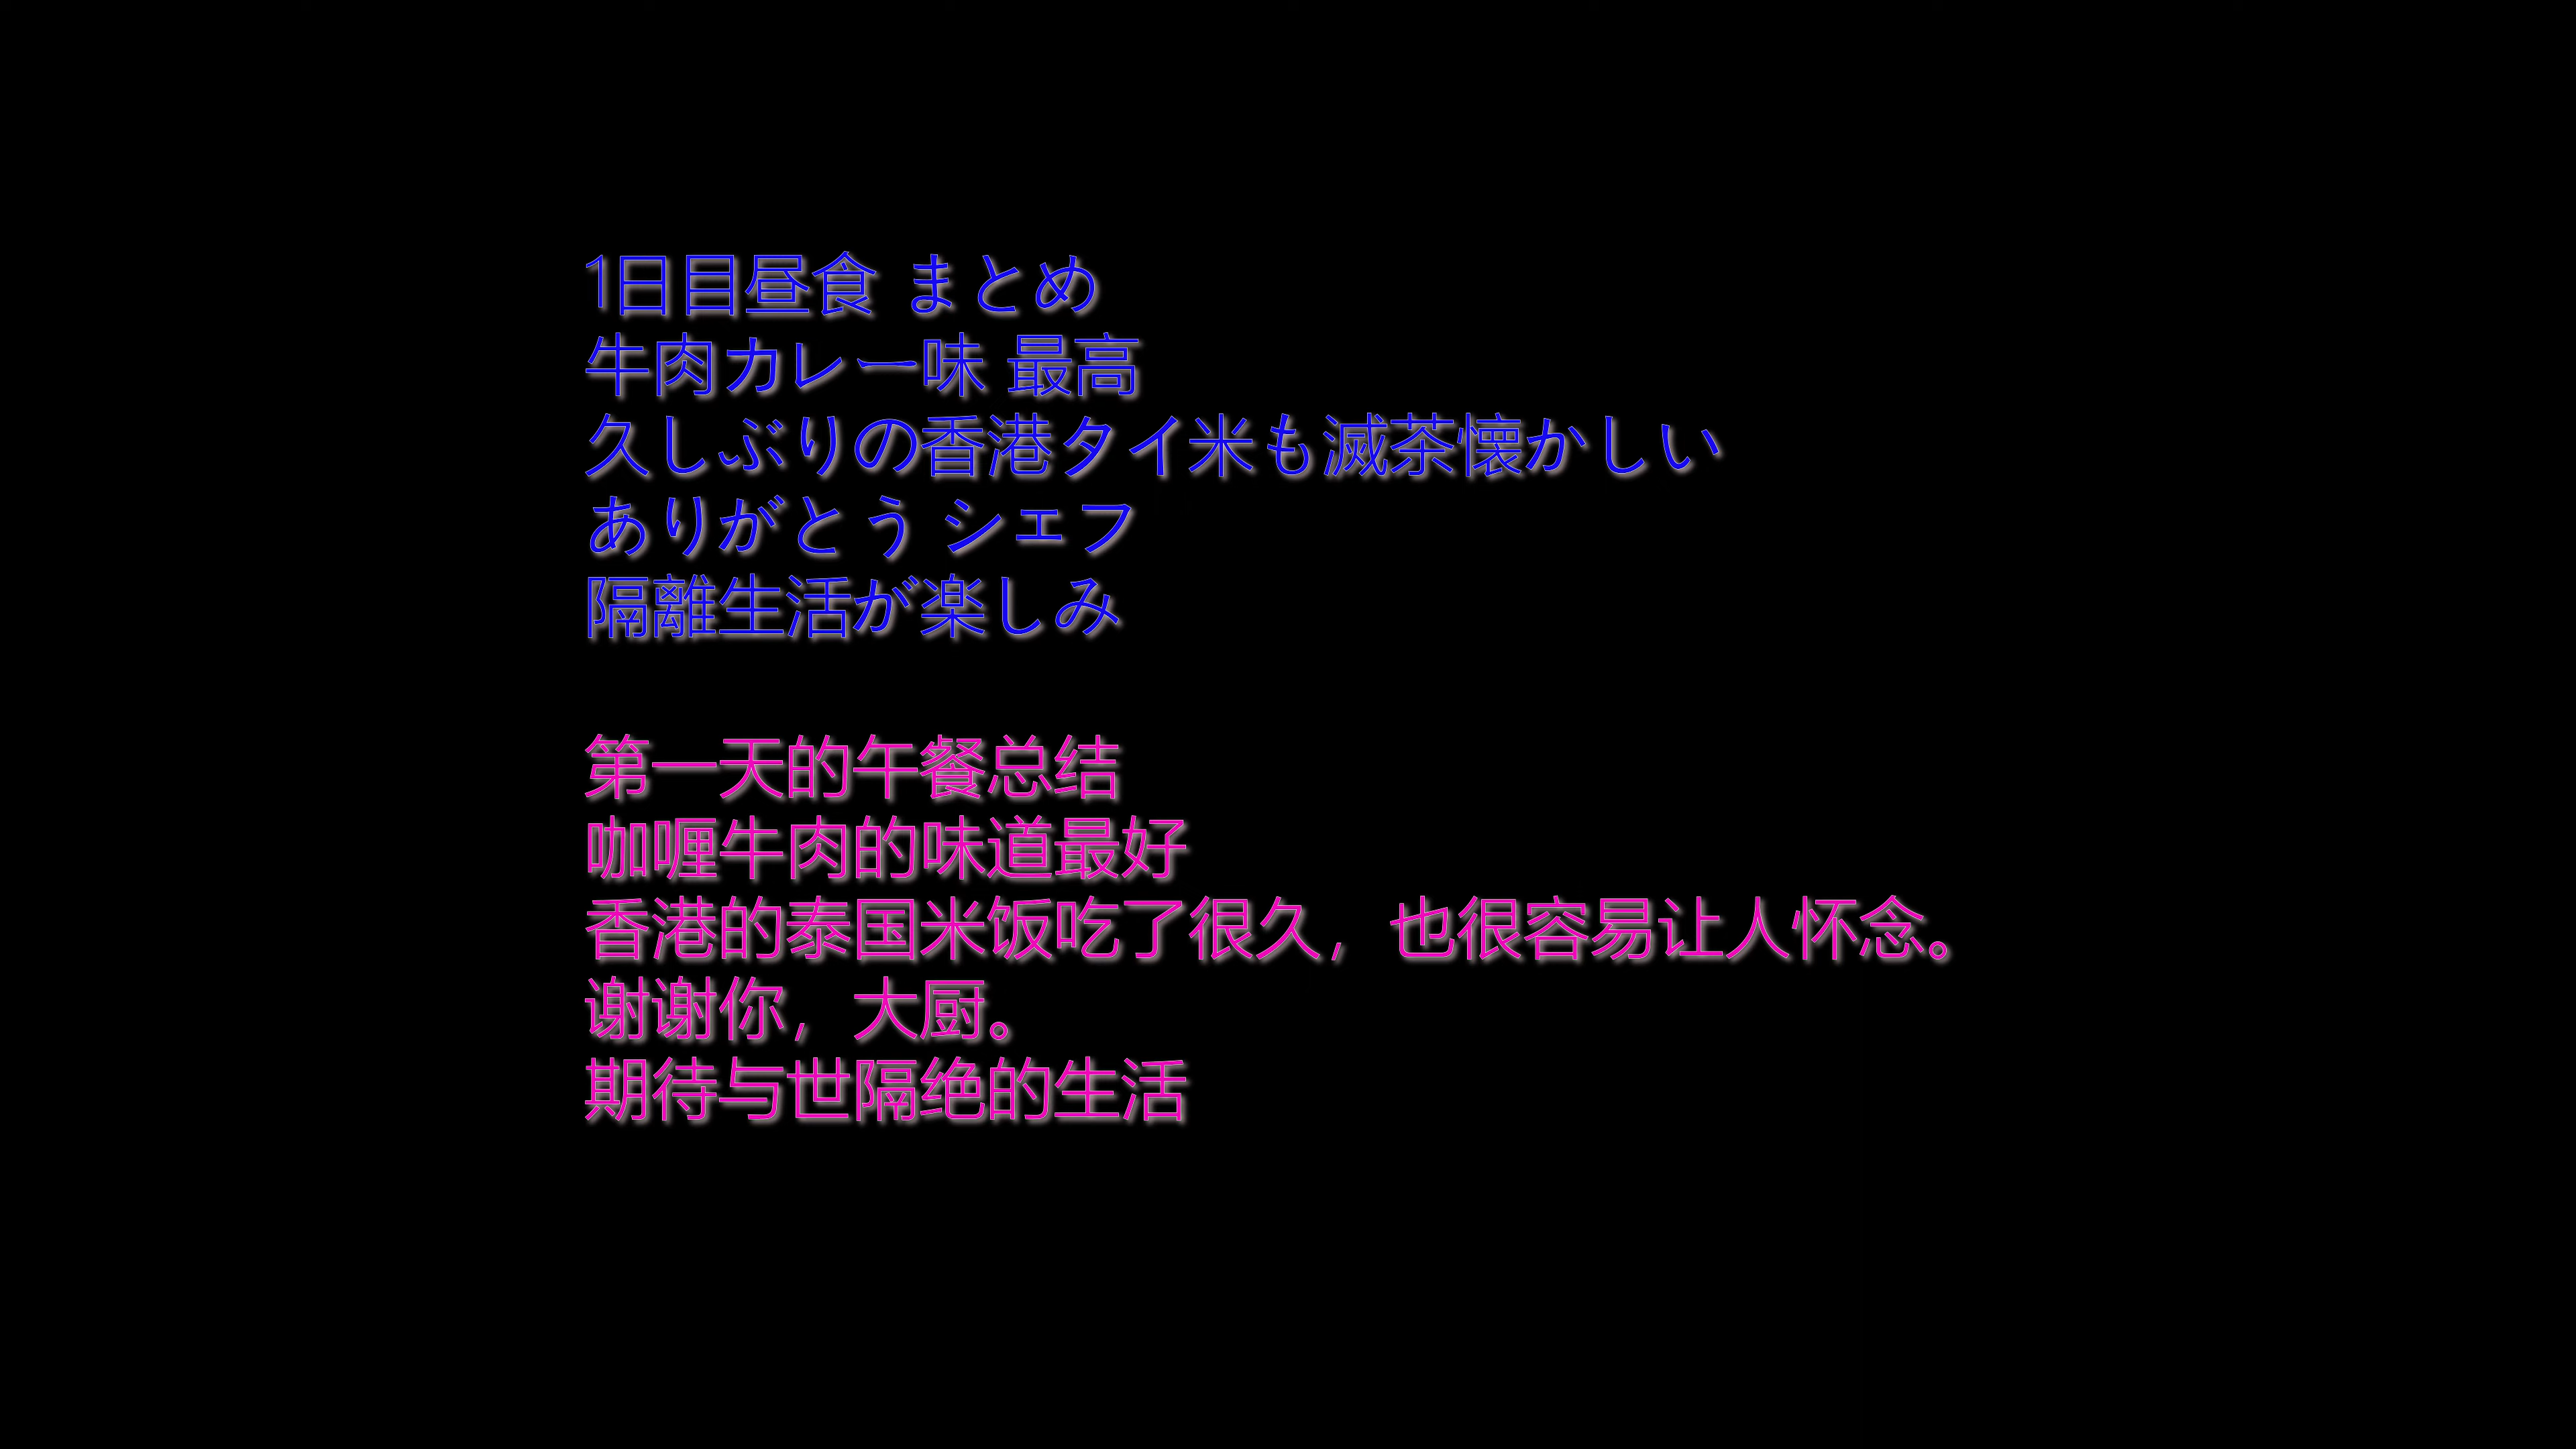 1日目昼食 まとめ
牛肉カレー味 最高
久しぶりの香港タイ米も滅茶懐かしい
ありがとう シェフ
隔離生活が楽しみ
第一天的午餐总结
咖喱牛肉的味道最好
香港的泰国米饭吃了很久，也很容易让人怀念。
谢谢你，大厨。
期待与世隔绝的生活